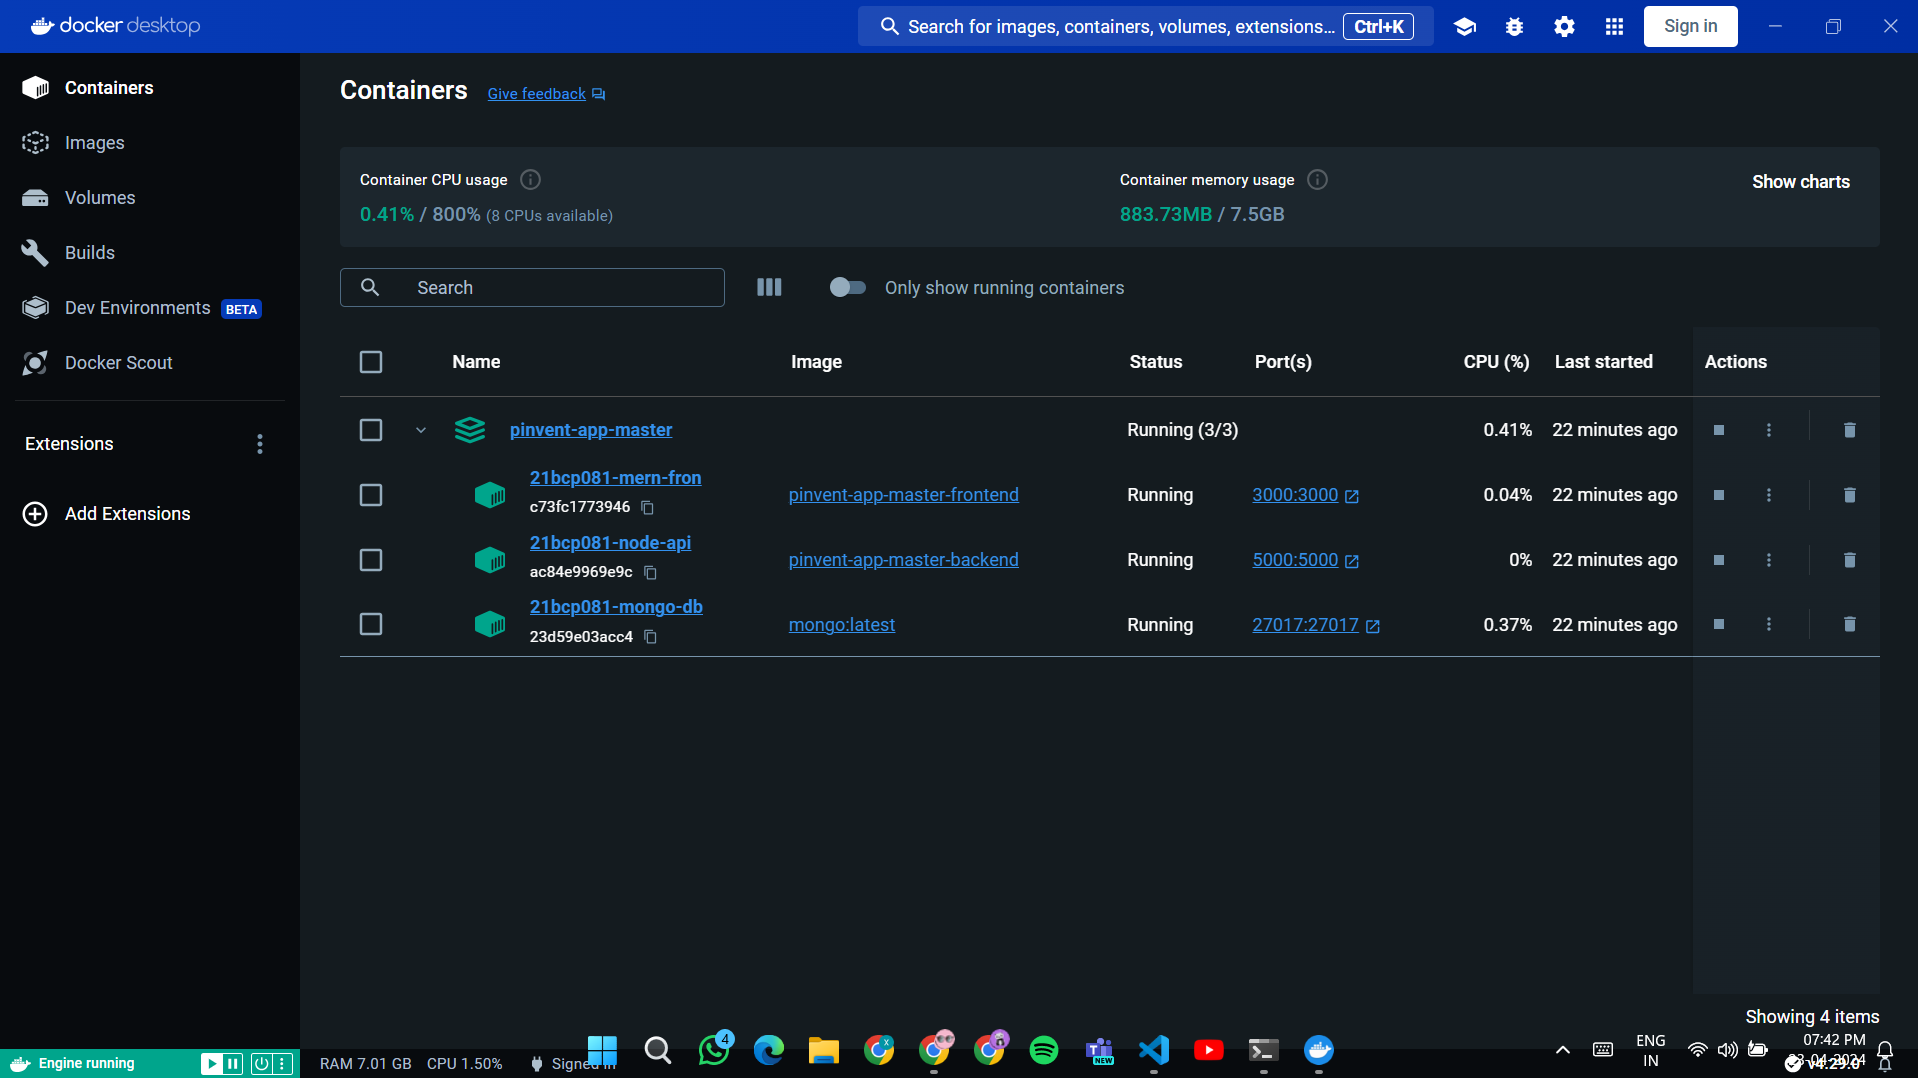 docker desktop
Search for images, containers, volumes, extensions... Ctrl+K
Sign in
Containers
Images
Volumes
Builds
Dev Environments BETA
Docker Scout
Extensions
Add Extensions
Containers Give feedback
Container CPU usage
0.41% / 800% (8 CPUs available)
Container memory usage
883.73MB / 7.5GB
Show charts
Search
Only show running containers
Name Image Status Port(s) CPU (%) Last started Actions
pinvent-app-master Running (3/3) 0.41% 22 minutes ago
21bcp081-mern-fron
c73fc1773946
pinvent-app-master-frontend Running 3000:3000 0.04% 22 minutes ago
21bcp081-node-api
ac84e9969e9c
pinvent-app-master-backend Running 5000:5000 0% 22 minutes ago
21bcp081-mongo-db
23d59e03acc4
mongo:latest Running 27017:27017 0.37% 22 minutes ago
Showing 4 items
Engine running
RAM 7.01 GB CPU 1.50% Signed in
4
NEW
ENG
IN
07:42 PM
23-04-2024
v4.29.0